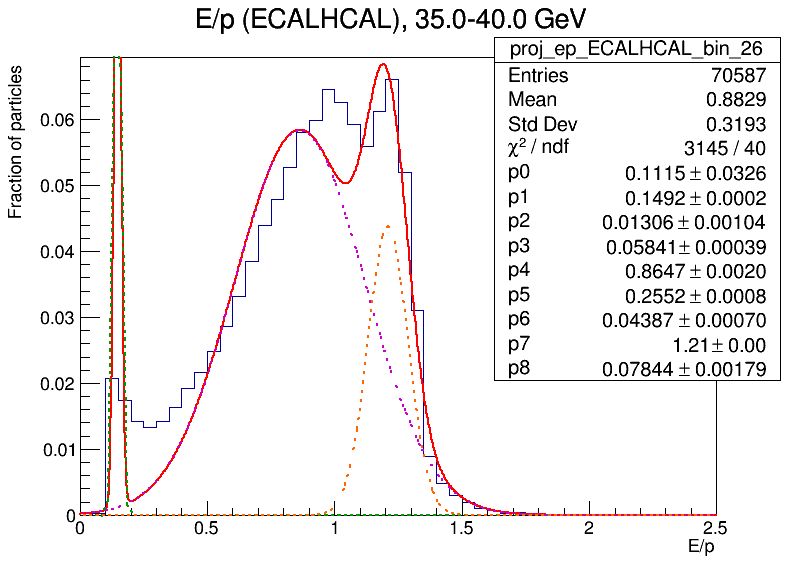 E/p (ECALHCAL), 35.0-40.0 GeV
proj_ep_ECALHCAL_bin_26
Entries 70587
Mean 0.8829
Std Dev 0.3193
χ² / ndf 3145 / 40
p0 0.1115 ± 0.0326
p1 0.1492 ± 0.0002
p2 0.01306 ± 0.00104
p3 0.05841 ± 0.00039
p4 0.8647 ± 0.0020
p5 0.2552 ± 0.0008
p6 0.04387 ± 0.00070
p7 1.21 ± 0.00
p8 0.07844 ± 0.00179
Fraction of particles
0.06
0.05
0.04
0.03
0.02
0.01
0
0 0.5 1 1.5 2 2.5
E/p